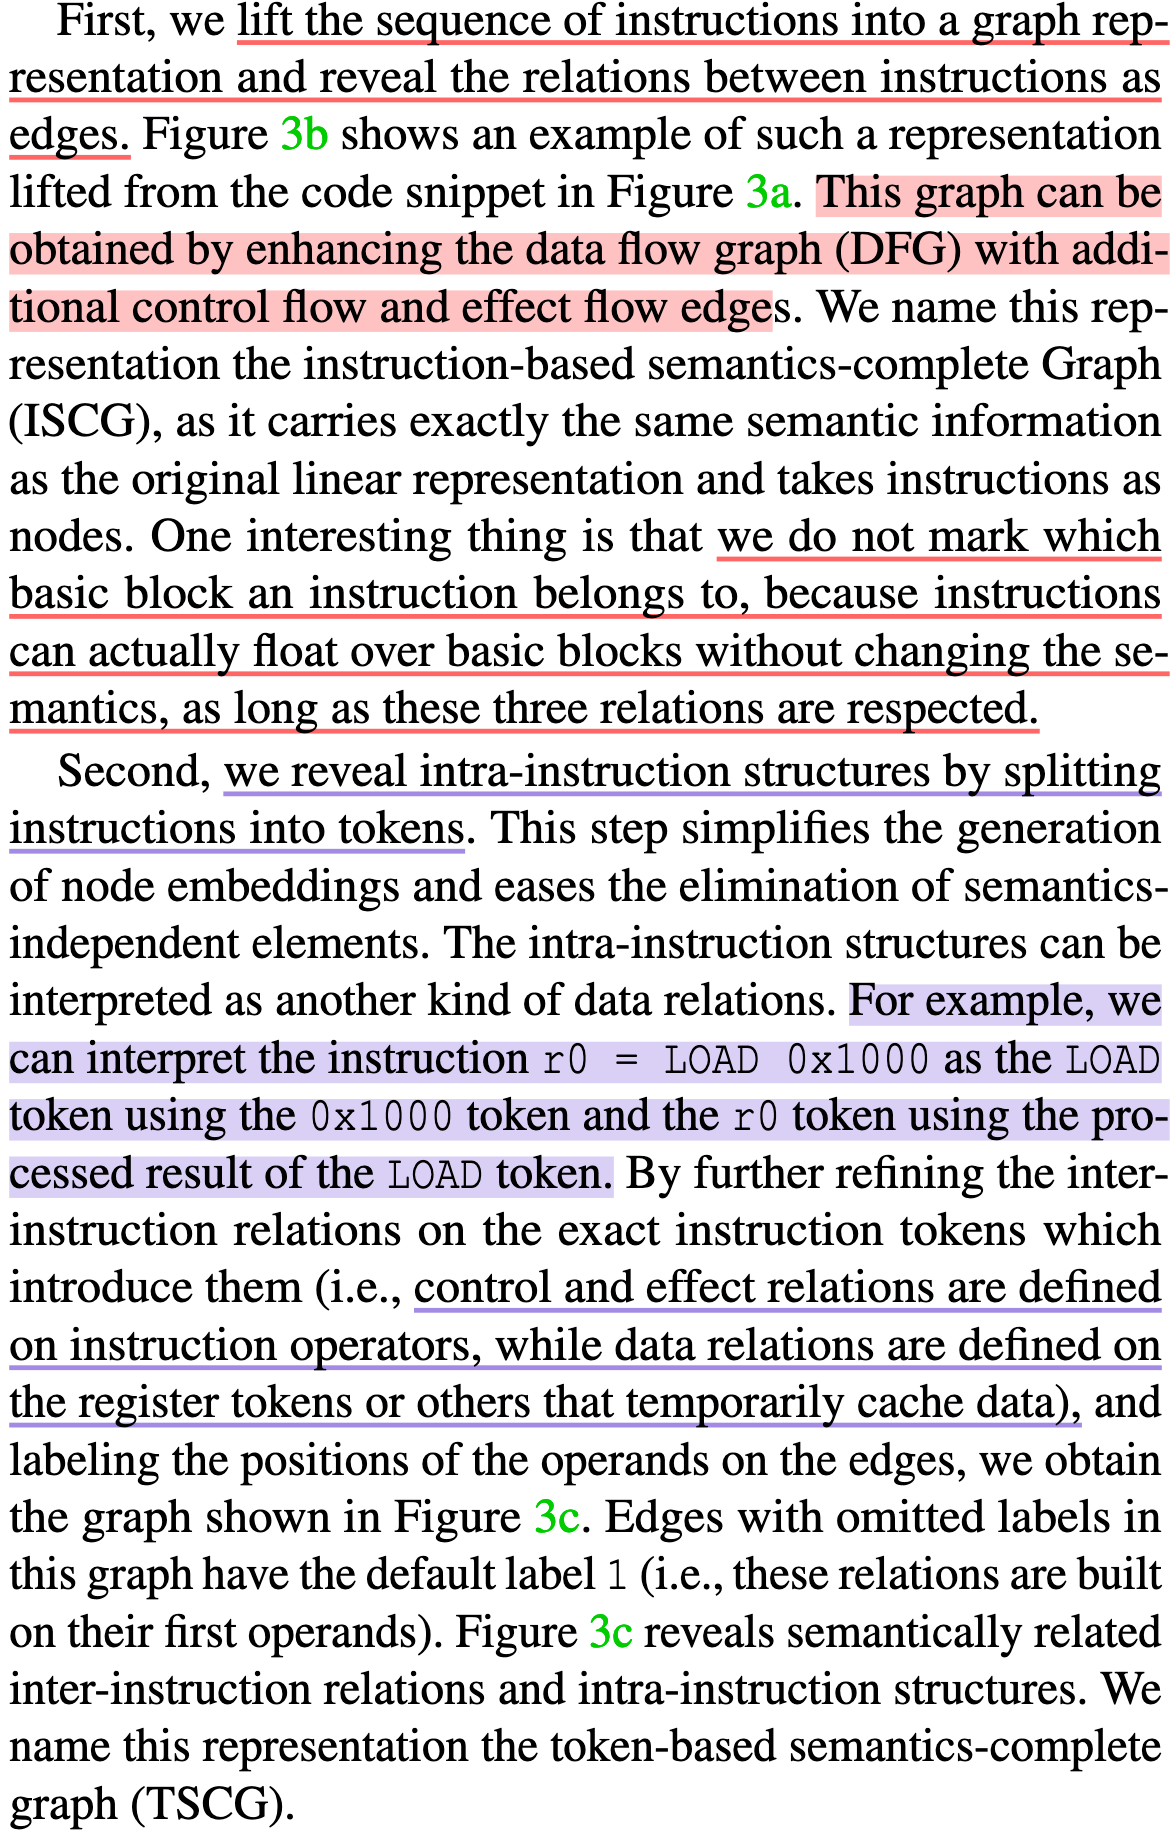 First, we lift the sequence of instructions into a graph rep-
resentation and reveal the relations between instructions as
edges. Figure 3b shows an example of such a representation
lifted from the code snippet in Figure 3a. This graph can be
obtained by enhancing the data flow graph (DFG) with addi-
tional control flow and effect flow edges. We name this rep-
resentation the instruction-based semantics-complete Graph
(ISCG), as it carries exactly the same semantic information
as the original linear representation and takes instructions as
nodes. One interesting thing is that we do not mark which
basic block an instruction belongs to, because instructions
can actually float over basic blocks without changing the se-
mantics, as long as these three relations are respected.
Second, we reveal intra-instruction structures by splitting
instructions into tokens. This step simplifies the generation
of node embeddings and eases the elimination of semantics-
independent elements. The intra-instruction structures can be
interpreted as another kind of data relations. For example, we
can interpret the instruction r0 = LOAD 0x1000 as the LOAD
token using the 0x1000 token and the r0 token using the pro-
cessed result of the LOAD token. By further refining the inter-
instruction relations on the exact instruction tokens which
introduce them (i.e., control and effect relations are defined
on instruction operators, while data relations are defined on
the register tokens or others that temporarily cache data), and
labeling the positions of the operands on the edges, we obtain
the graph shown in Figure 3c. Edges with omitted labels in
this graph have the default label 1 (i.e., these relations are built
on their first operands). Figure 3c reveals semantically related
inter-instruction relations and intra-instruction structures. We
name this representation the token-based semantics-complete
graph (TSCG).